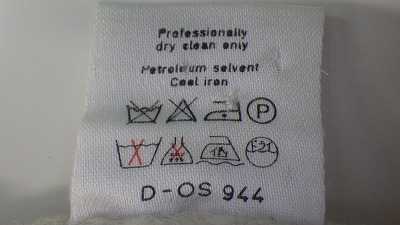 Professionally
dry clean only
Petroleum solvent
Cool iron
P
D-OS 944